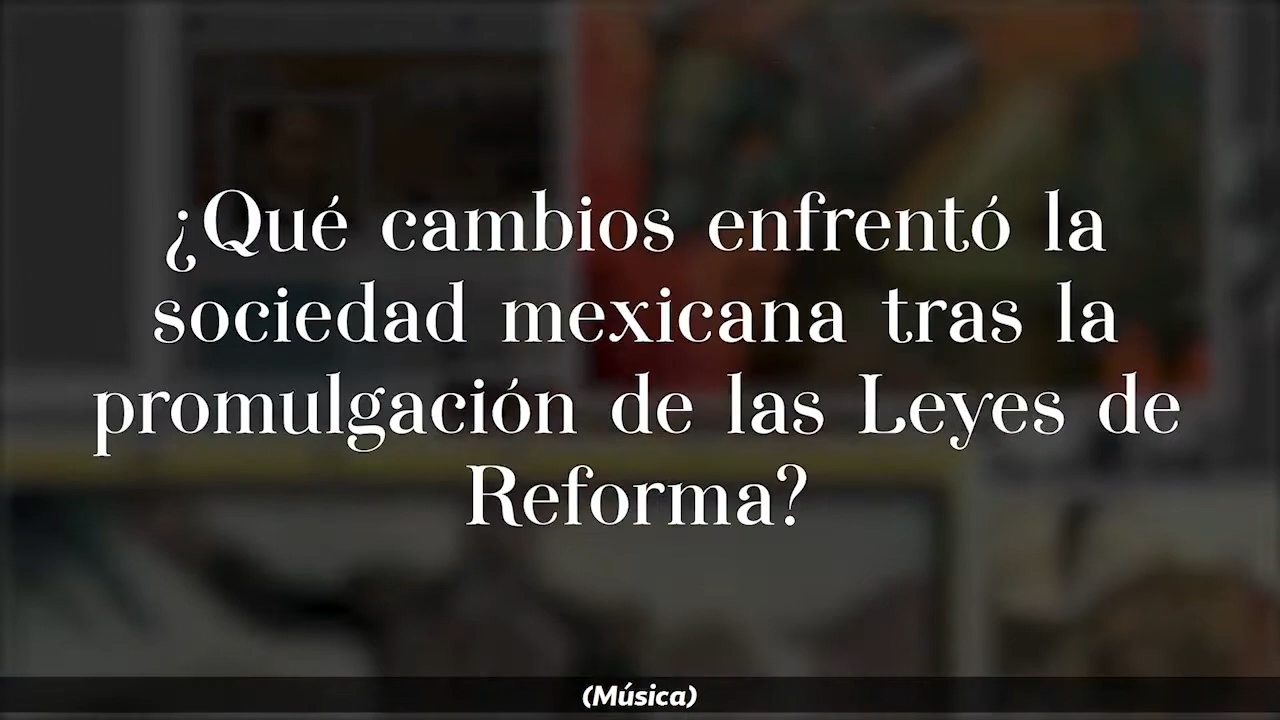 ¿Qué cambios enfrentó la
sociedad mexicana tras la
promulgación de las Leyes de
Reforma?
(Música)